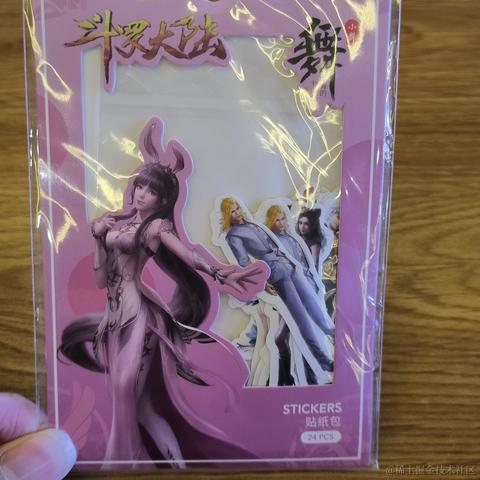 斗罗大陆
舞
小
STICKERS
贴纸包
24 PCS
@稀土掘金技术社区